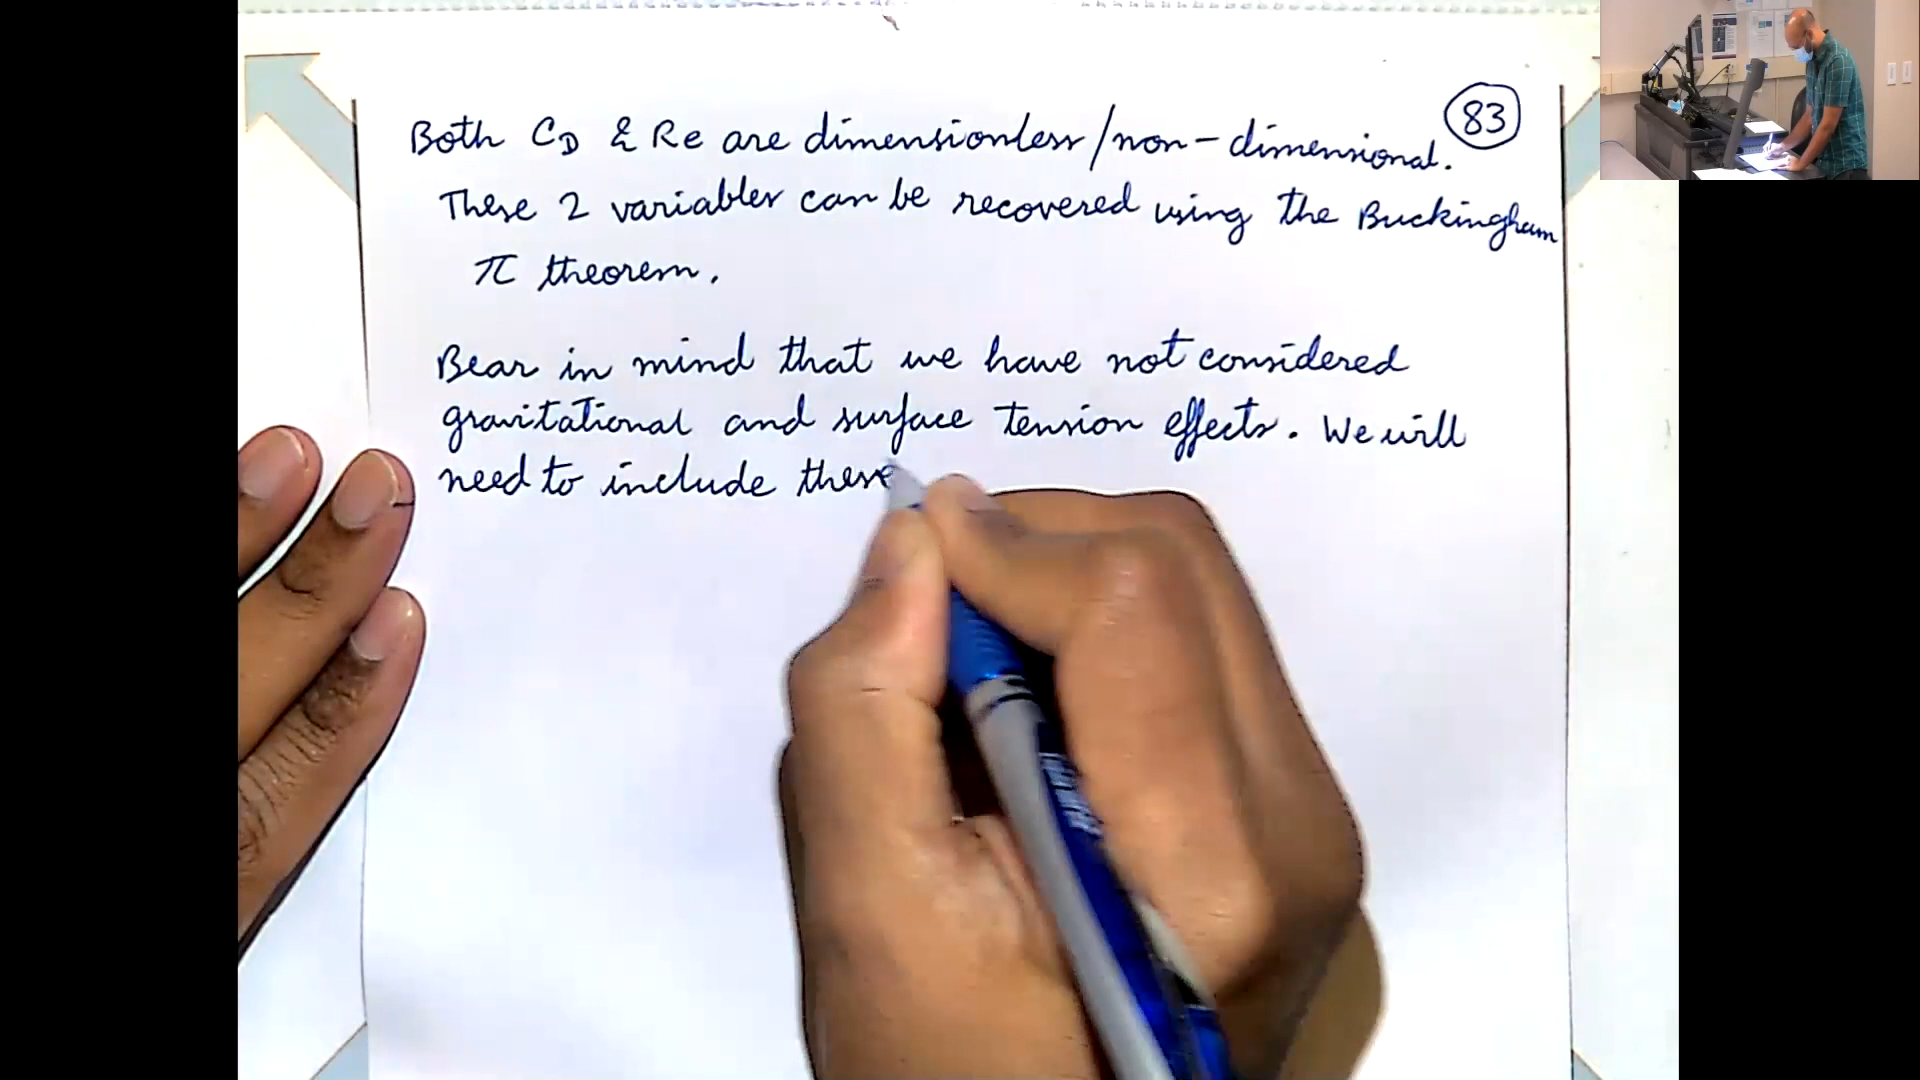 83
Both C_D & Re are dimensionless/non-dimensional.
These 2 variables can be recovered using the Buckingham
π theorem.
Bear in mind that we have not considered
gravitational and surface tension effects. We will
need to include these